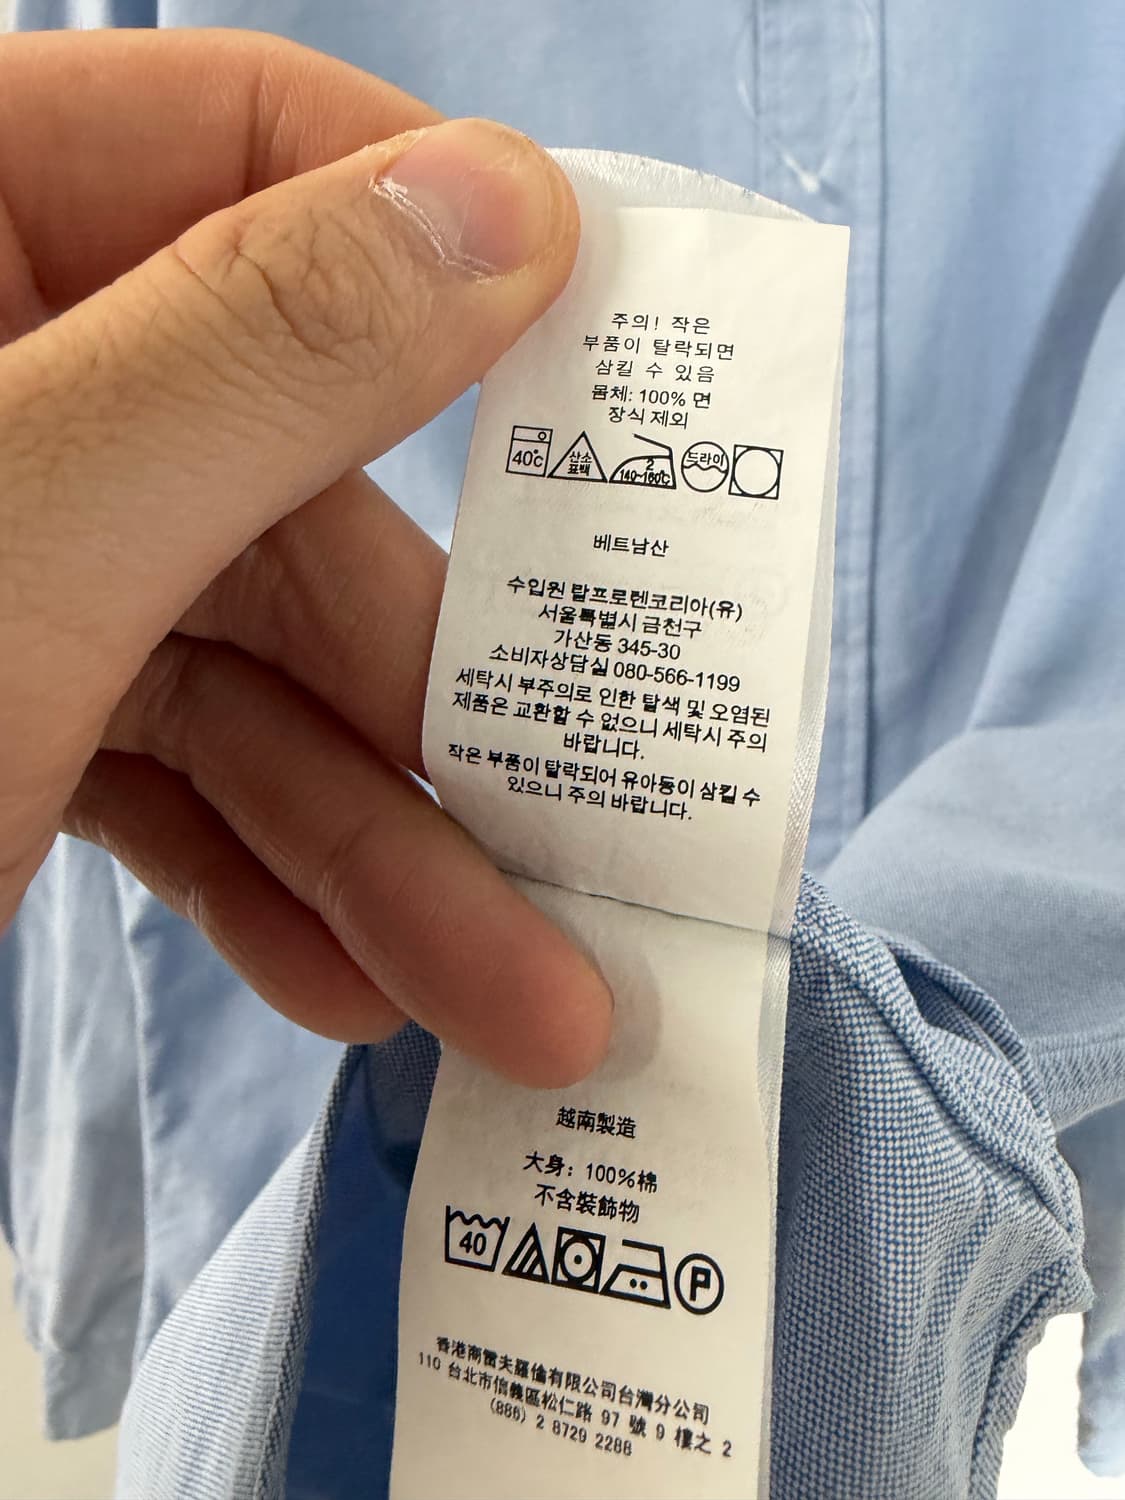 주의! 작은
부품이 탈락되면
삼킬 수 있음
몸체: 100% 면
장식 제외
40℃ 산소 표백 2 140~160℃ 드라이
베트남산
수입원 랄프로렌코리아(유)
서울특별시 금천구
가산동 345-30
소비자상담실 080-566-1199
세탁시 부주의로 인한 탈색 및 오염된
제품은 교환할 수 없으니 세탁시 주의
바랍니다.
작은 부품이 탈락되어 유아동이 삼킬 수
있으니 주의 바랍니다.
越南製造
大身: 100%棉
不含裝飾物
40 P
香港商雷夫羅倫有限公司台灣分公司
110 台北市信義區松仁路 97 號 9 樓之 2
(886) 2 8729 2288